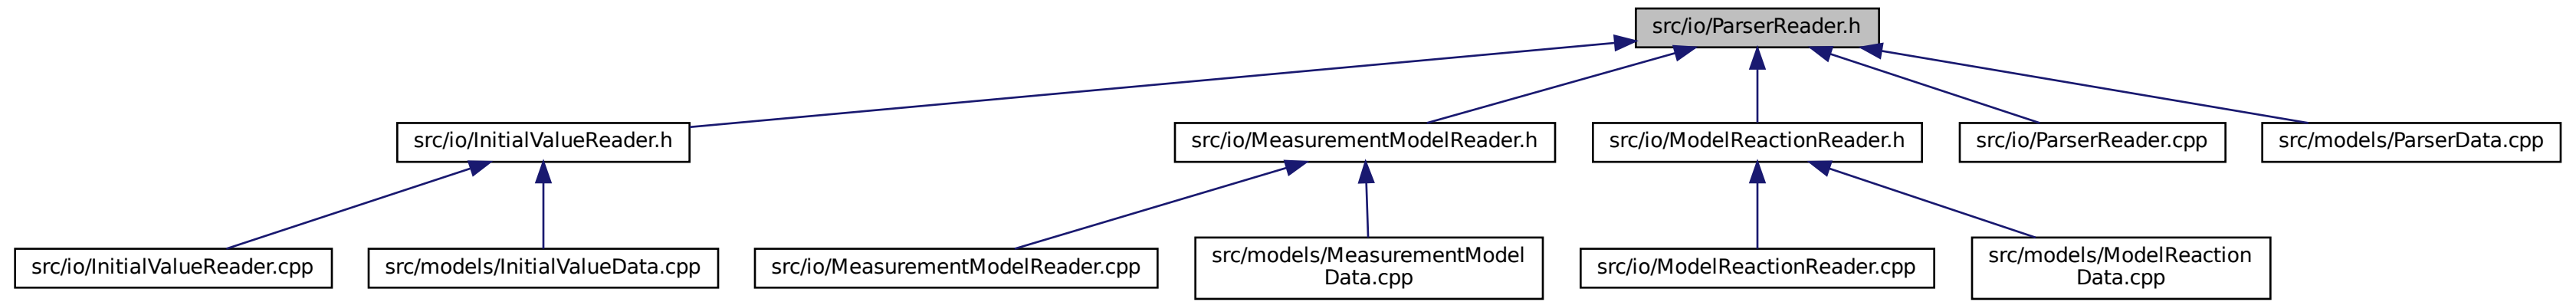 src/io/ParserReader.h
src/io/InitialValueReader.h
src/io/MeasurementModelReader.h
src/io/ModelReactionReader.h
src/io/ParserReader.cpp
src/models/ParserData.cpp
src/io/InitialValueReader.cpp
src/models/InitialValueData.cpp
src/io/MeasurementModelReader.cpp
src/models/MeasurementModel
Data.cpp
src/io/ModelReactionReader.cpp
src/models/ModelReaction
Data.cpp